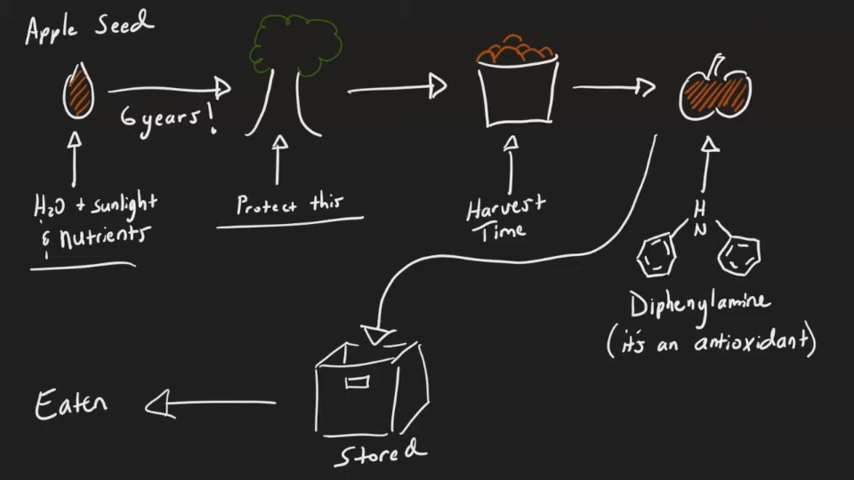 Apple Seed
6 years!
H₂O + sunlight
& Nutrients
Protect this
Harvest
Time
H
N
Diphenylamine
(it's an antioxidant)
Stored
Eaten